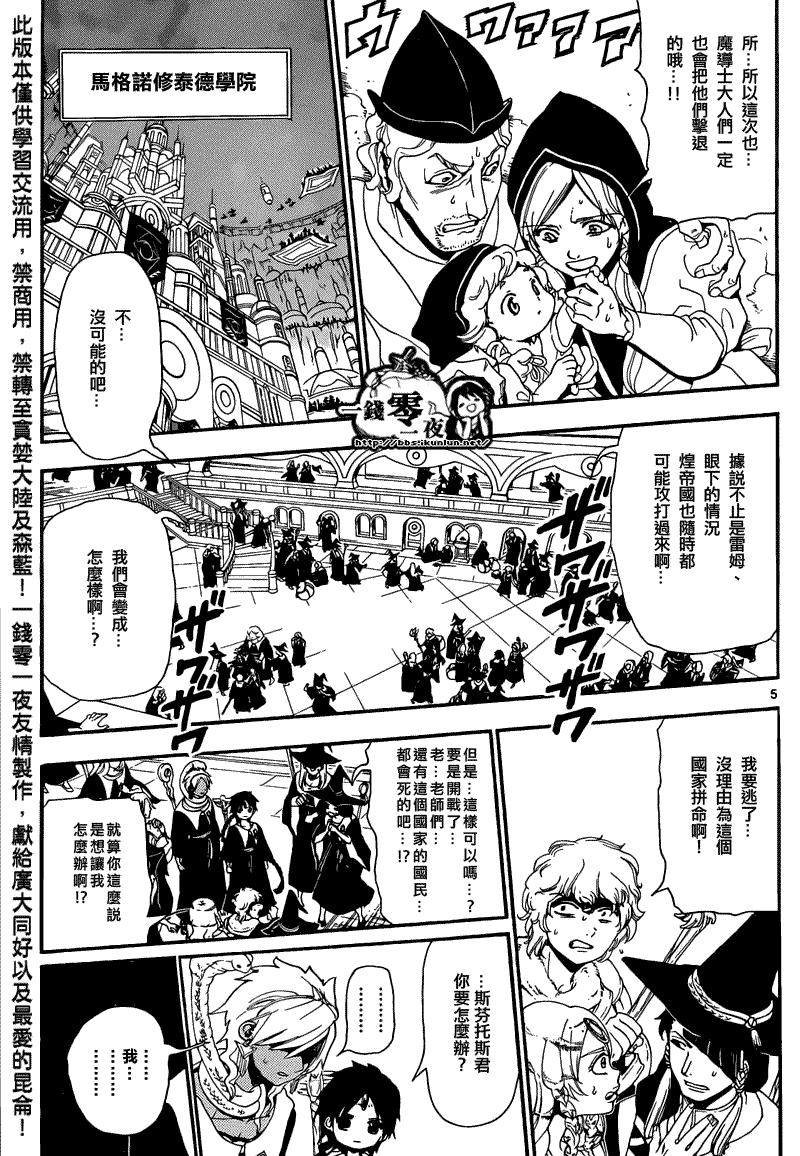 所…所以這次也…
魔導士大人們一定
也會把他們擊退
的哦…!!
ワアアア
馬格諾修泰德學院
不…
沒可能的吧…
一錢零一夜
http://bbs.ikunlun.net/
據說不止是雷姆、
眼下的情況
煌帝國也隨時都
可能攻打過來啊…
我們會變成…
怎麼樣啊…?
ザワザワ
ザワザワ
5
我要逃了…
沒理由為這個
國家拼命啊!
但是…這樣可以嗎…?
要是開戰了…
老…老師們…
還有這個國家的國民…
都會死的吧…!?
就算你這麼說
是想讓我
怎麼辦啊!?
…斯芬托斯君
你要怎麼辦?
………
我…
………
………
………
此版本僅供學習交流用，禁商用，禁轉至貪婪大陸及森藍！一錢零一夜友情製作，獻給廣大同好以及最愛的昆侖！